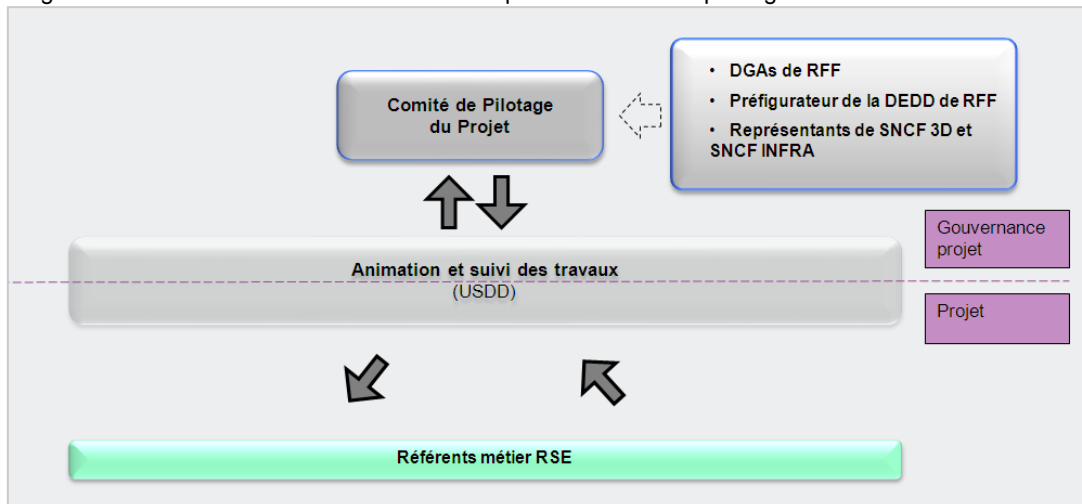 Comité de Pilotage
du Projet
• DGAs de RFF
• Préfigurateur de la DEDD de RFF
• Représentants de SNCF 3D et
SNCF INFRA
Gouvernance
projet
Animation et suivi des travaux
(USDD)
Projet
Référents métier RSE